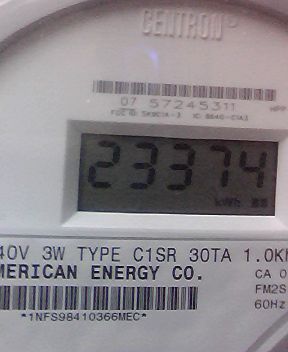 CENTRON
07 57245311
23374
kWh
40V 3W TYPE C1SR 30TA 1.0Kh
MERICAN ENERGY CO.
CA 0
FM2S
60Hz
*1NFS98410366MEC*